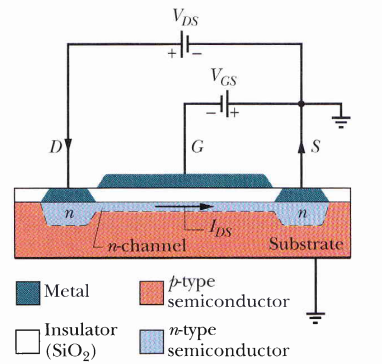 V_DS
+ −
V_GS
− +
D G S
n n
n-channel I_DS Substrate
Metal
p-type
semiconductor
Insulator
(SiO₂)
n-type
semiconductor